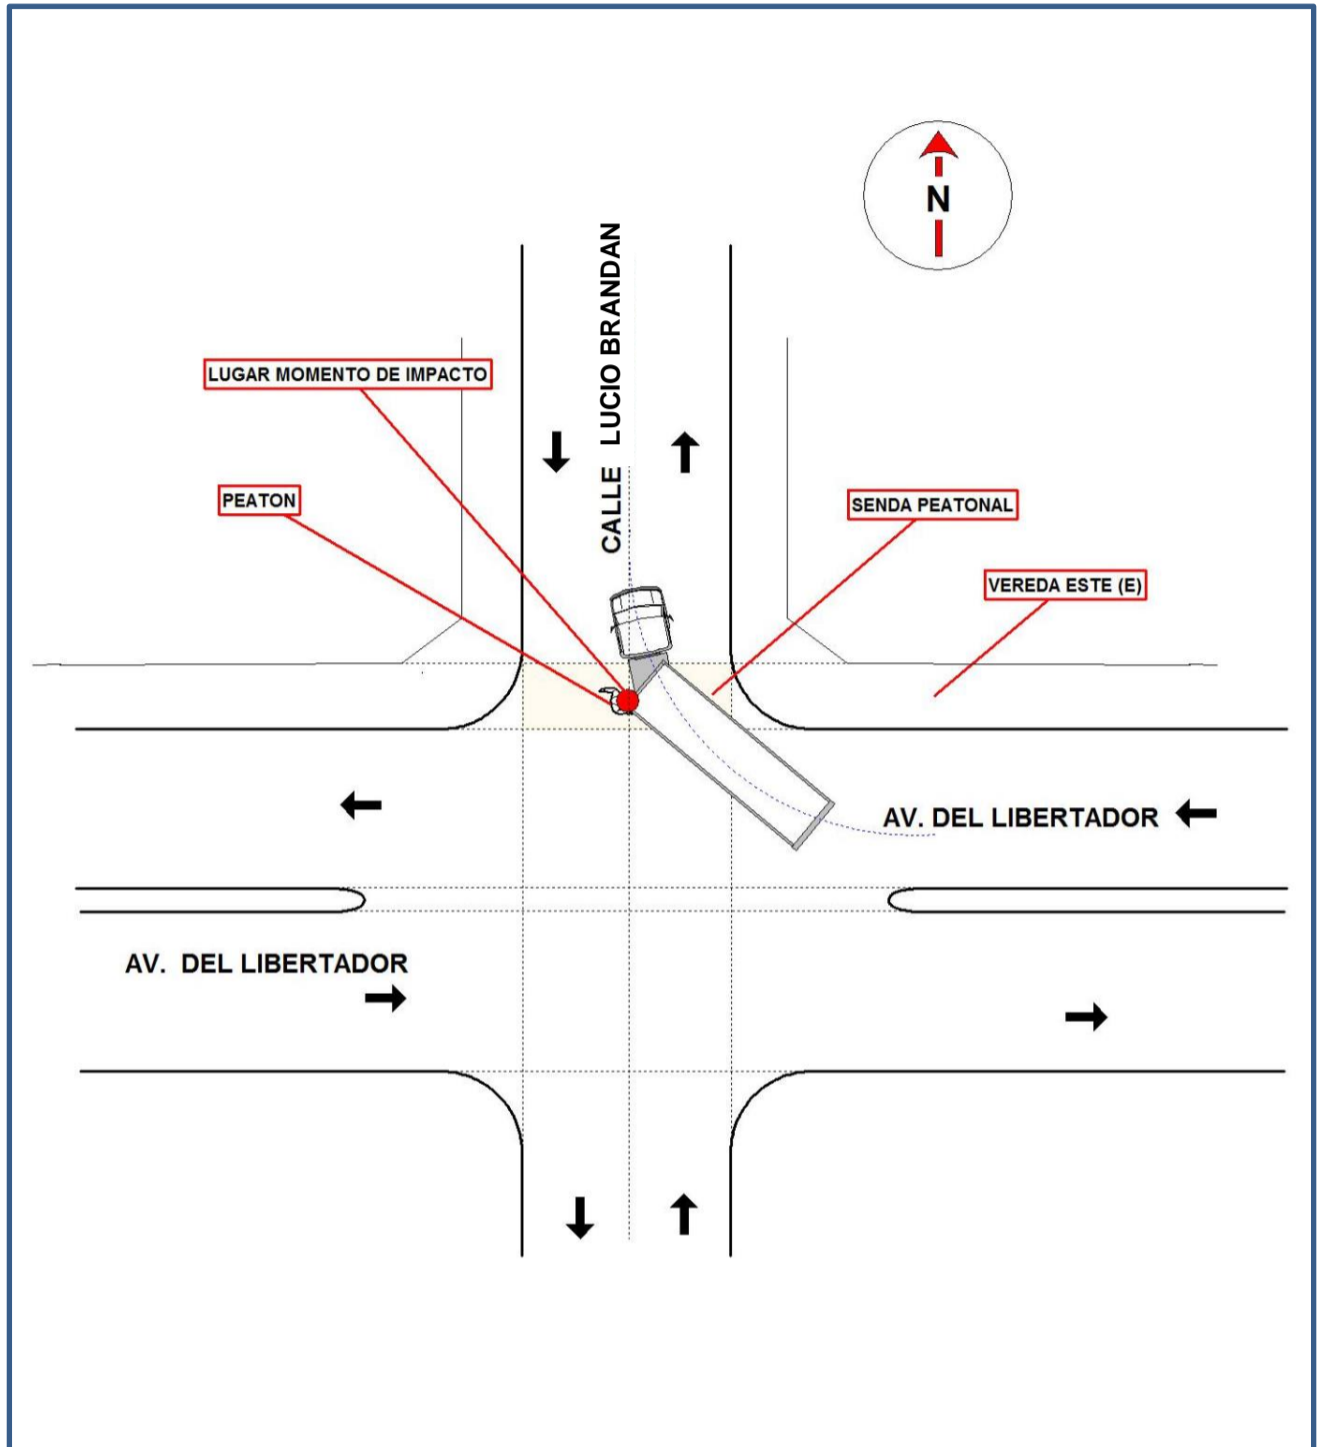 N
CALLE LUCIO BRANDAN
LUGAR MOMENTO DE IMPACTO
PEATON
SENDA PEATONAL
VEREDA ESTE (E)
AV. DEL LIBERTADOR
AV. DEL LIBERTADOR